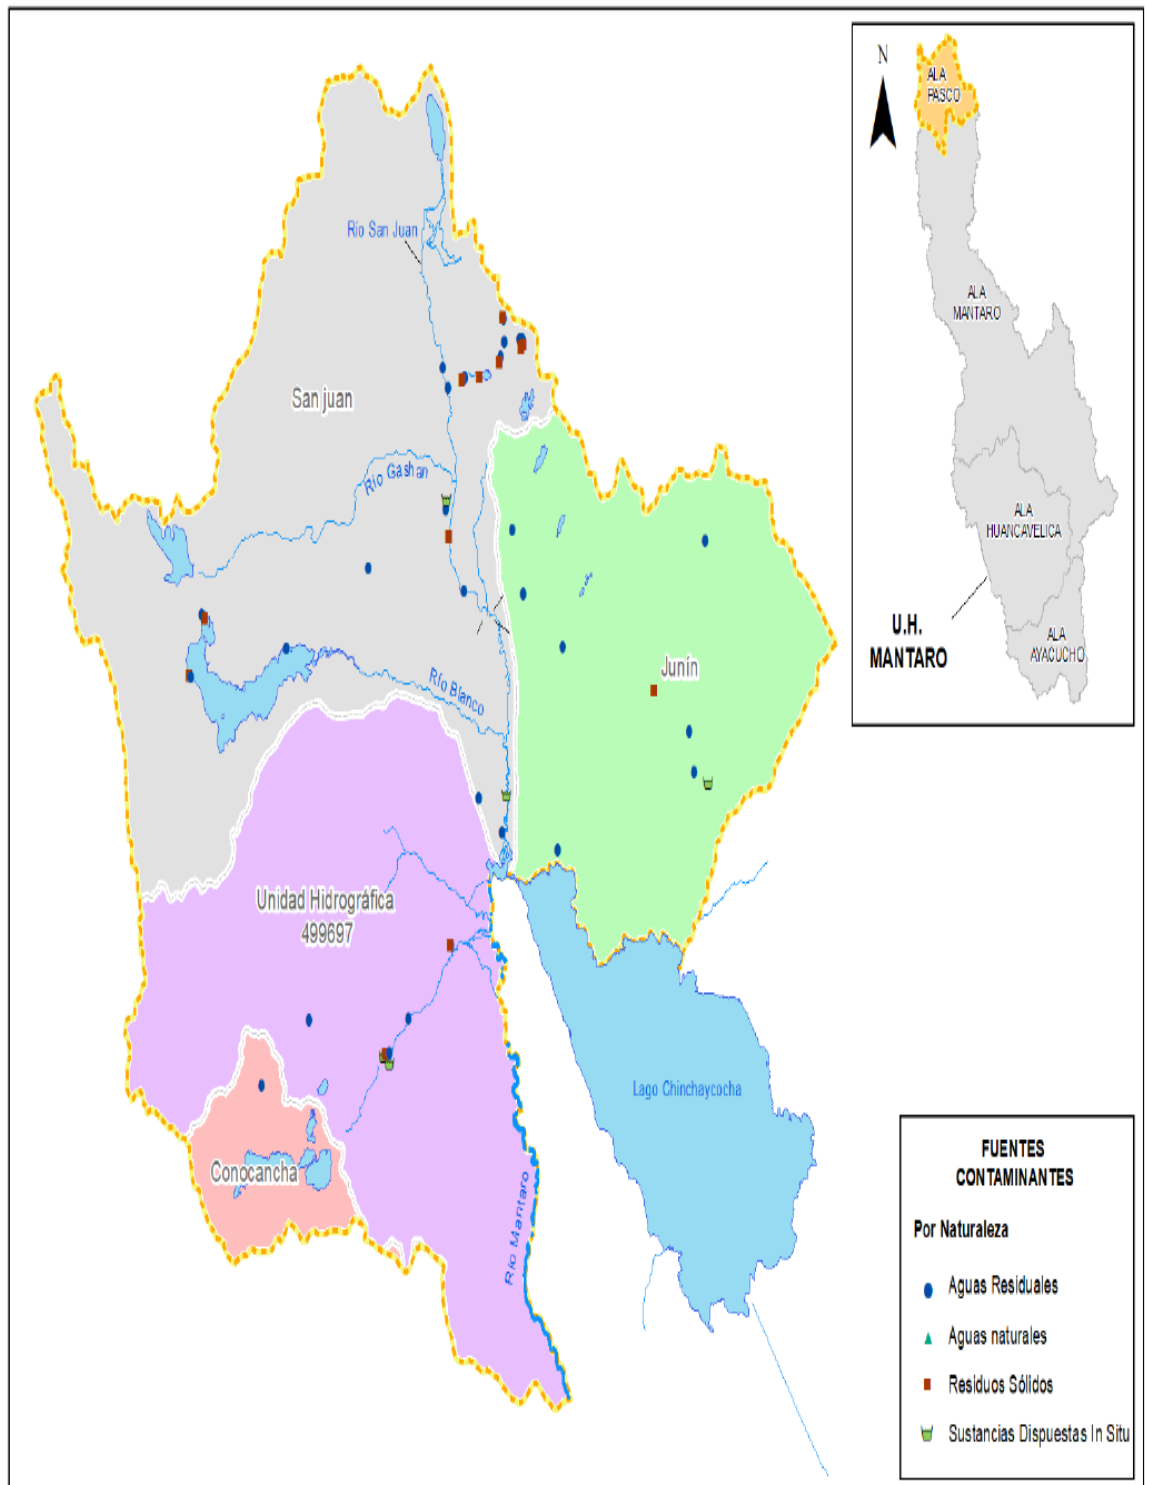 N
ALA
PASCO
Río San Juan
ALA
MANTARO
San juan
Río Gashan
ALA
HUANCAVELICA
U.H.
MANTARO
ALA
AYACUCHO
Junín
Río Blanco
Unidad Hidrográfica
499697
Lago Chinchaycocha
Conocancha
Río Mantaro
FUENTES
CONTAMINANTES
Por Naturaleza
Aguas Residuales
Aguas naturales
Residuos Sólidos
Sustancias Dispuestas In Situ